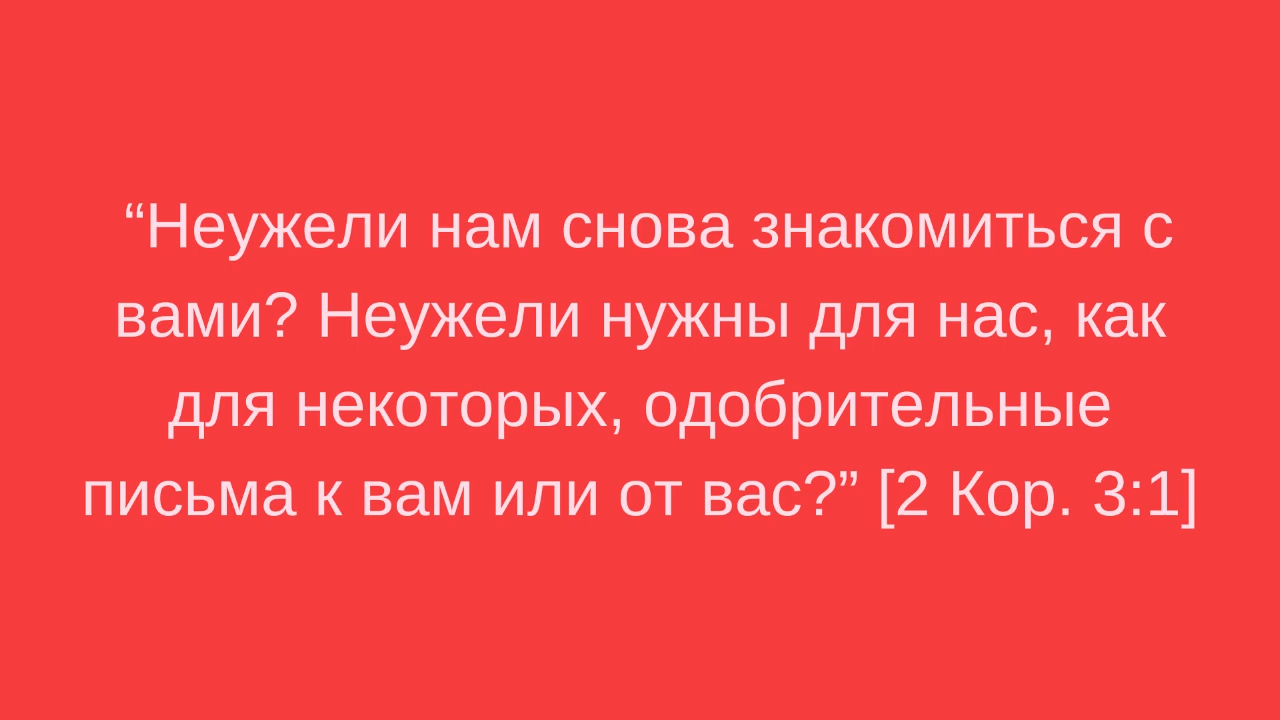 “Неужели нам снова знакомиться с
вами? Неужели нужны для нас, как
для некоторых, одобрительные
письма к вам или от вас?” [2 Кор. 3:1]